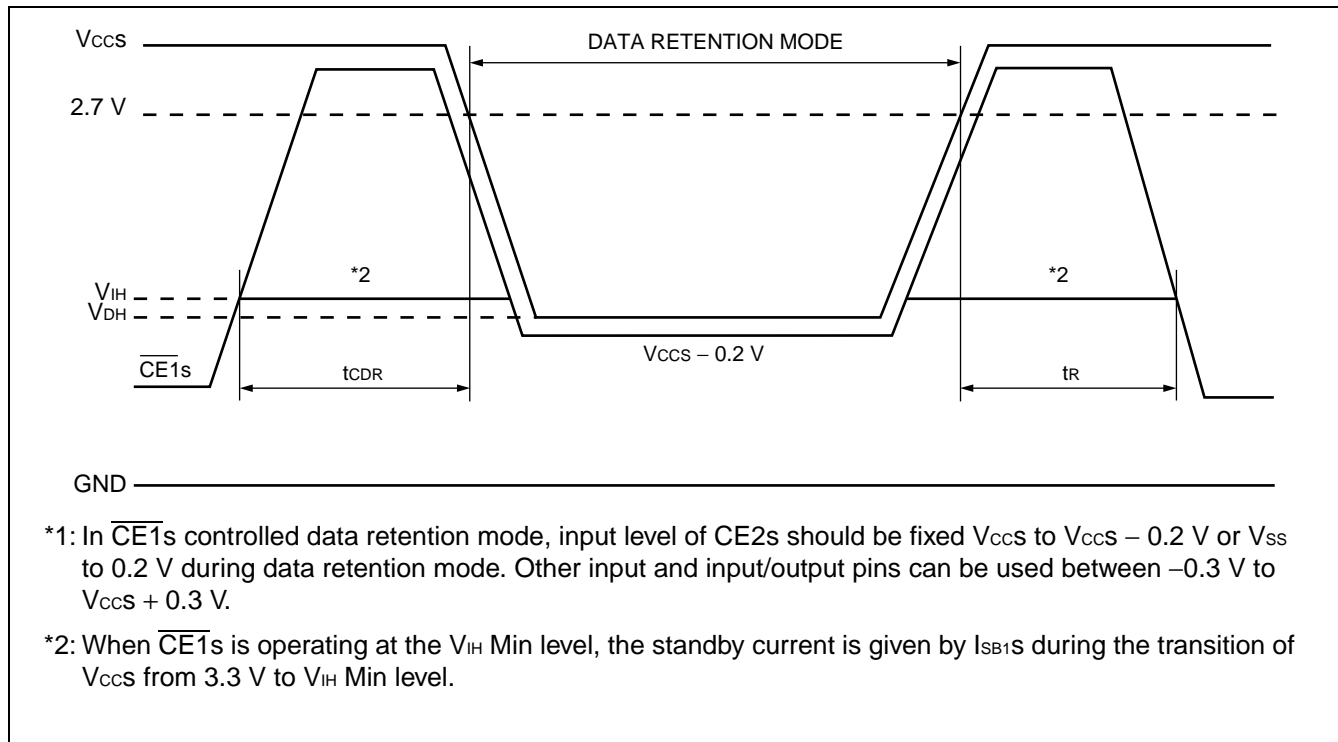 VCCS
DATA RETENTION MODE
2.7 V
*2
*2
VIH
VDH
VCCS – 0.2 V
CE1s
tCDR
tR
GND
*1: In CE1s controlled data retention mode, input level of CE2s should be fixed VCCS to VCCS – 0.2 V or VSS
to 0.2 V during data retention mode. Other input and input/output pins can be used between –0.3 V to
VCCS + 0.3 V.
*2: When CE1s is operating at the VIH Min level, the standby current is given by ISB1s during the transition of
VCCS from 3.3 V to VIH Min level.